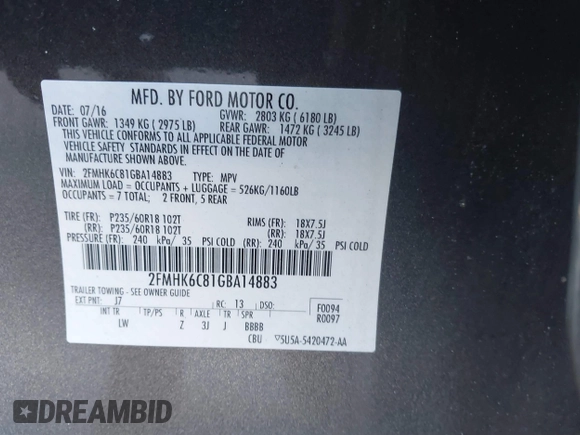 MFD. BY FORD MOTOR CO.
DATE: 07/16 GVWR: 2803 KG ( 6180 LB)
FRONT GAWR: 1349 KG ( 2975 LB) REAR GAWR: 1472 KG ( 3245 LB)
THIS VEHICLE CONFORMS TO ALL APPLICABLE FEDERAL MOTOR
VEHICLE SAFETY STANDARDS IN EFFECT ON THE DATE OF
MANUFACTURE SHOWN ABOVE.
VIN: 2FMHK6C81GBA14883 TYPE: MPV
MAXIMUM LOAD = OCCUPANTS + LUGGAGE = 526KG/1160LB
OCCUPANTS = 7 TOTAL; 2 FRONT, 5 REAR
TIRE (FR): P235/60R18 102T RIMS (FR): 18X7.5J
(RR): P235/60R18 102T (RR): 18X7.5J
PRESSURE (FR): 240 kPa/ 35 PSI COLD (RR): 240 kPa/ 35 PSI COLD
2FMHK6C81GBA14883
TRAILER TOWING - SEE OWNER GUIDE
EXT PNT: J7 RC: 13 DSO: F0094
INT TR TP/PS R AXLE TR SPR R0097
LW Z 3J J BBBB
CBU ▽5U5A-5420472-AA
DREAMBID